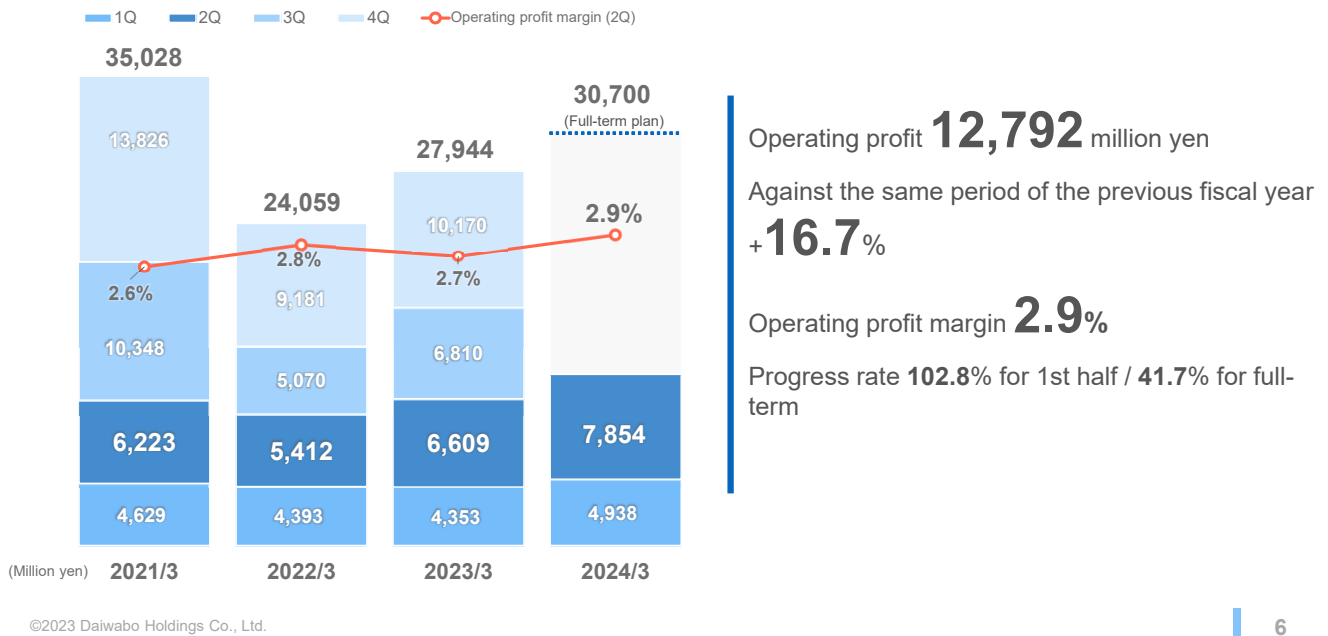 1Q 2Q 3Q 4Q Operating profit margin (2Q)
35,028
13,826
2.6%
10,348
6,223
4,629
24,059
2.8%
9,181
5,070
5,412
4,393
27,944
10,170
2.7%
6,810
6,609
4,353
30,700
(Full-term plan)
2.9%
7,854
4,938
(Million yen) 2021/3 2022/3 2023/3 2024/3
Operating profit 12,792 million yen
Against the same period of the previous fiscal year
+16.7%
Operating profit margin 2.9%
Progress rate 102.8% for 1st half / 41.7% for full-
term
©2023 Daiwabo Holdings Co., Ltd.
6